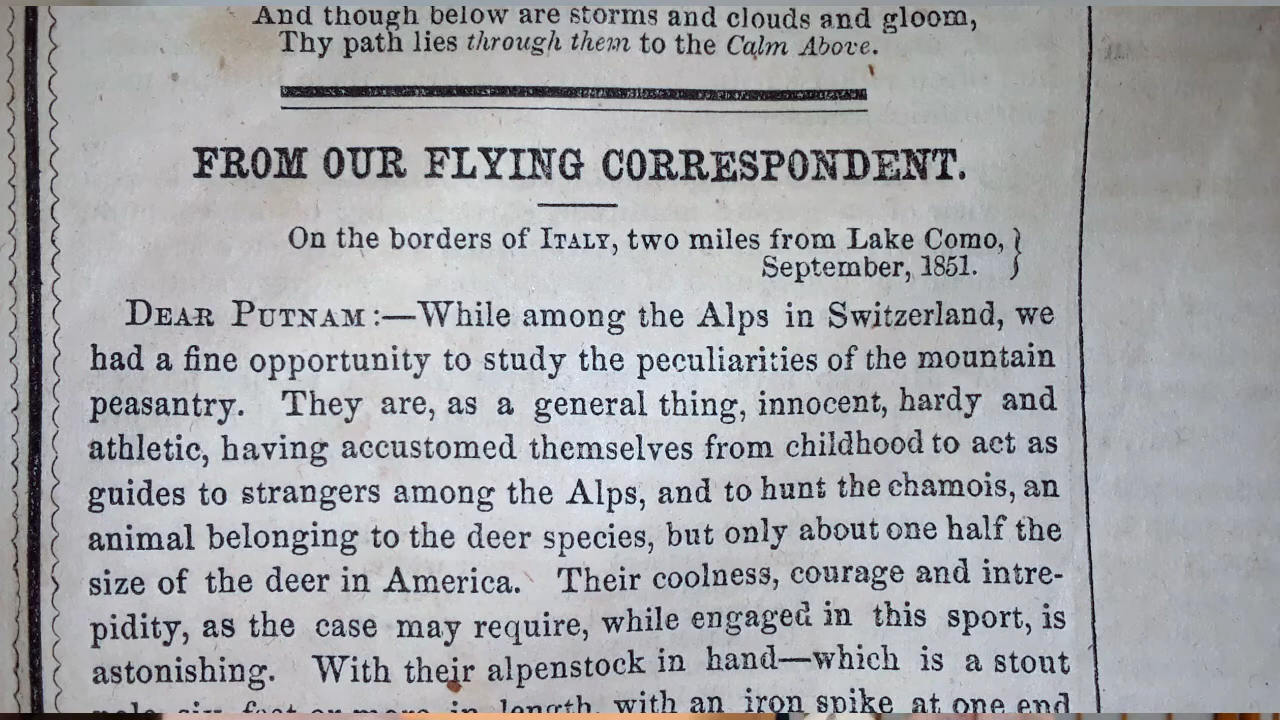 And though below are storms and clouds and gloom,
Thy path lies through them to the Calm Above.
FROM OUR FLYING CORRESPONDENT.
On the borders of ITALY, two miles from Lake Como,
September, 1851.
DEAR PUTNAM:—While among the Alps in Switzerland, we
had a fine opportunity to study the peculiarities of the mountain
peasantry. They are, as a general thing, innocent, hardy and
athletic, having accustomed themselves from childhood to act as
guides to strangers among the Alps, and to hunt the chamois, an
animal belonging to the deer species, but only about one half the
size of the deer in America. Their coolness, courage and intre-
pidity, as the case may require, while engaged in this sport, is
astonishing. With their alpenstock in hand—which is a stout
pole six feet or more in length, with an iron spike at one end